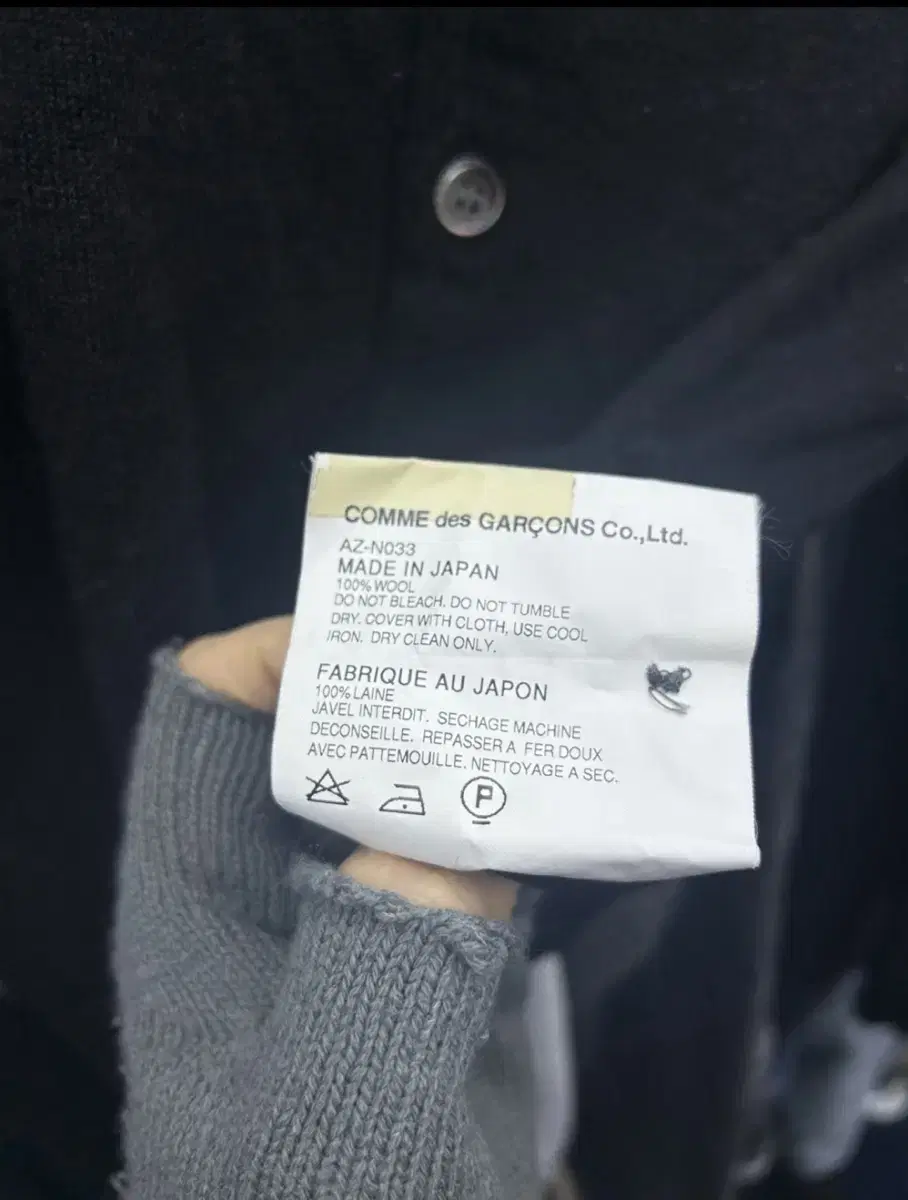 COMME des GARÇONS Co.,Ltd.
AZ-N033
MADE IN JAPAN
100% WOOL
DO NOT BLEACH. DO NOT TUMBLE
DRY. COVER WITH CLOTH, USE COOL
IRON. DRY CLEAN ONLY.
FABRIQUE AU JAPON
100% LAINE
JAVEL INTERDIT. SECHAGE MACHINE
DECONSEILLE. REPASSER A FER DOUX
AVEC PATTEMOUILLE. NETTOYAGE A SEC.
P